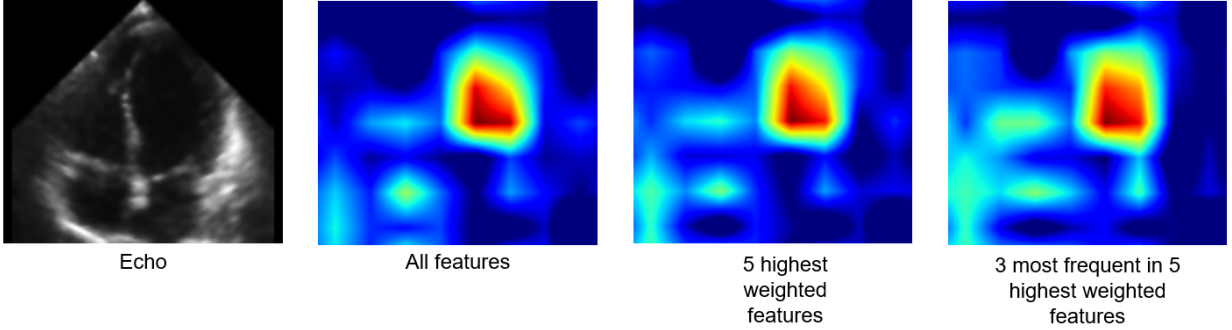 Echo
All features
5 highest
weighted
features
3 most frequent in 5
highest weighted
features